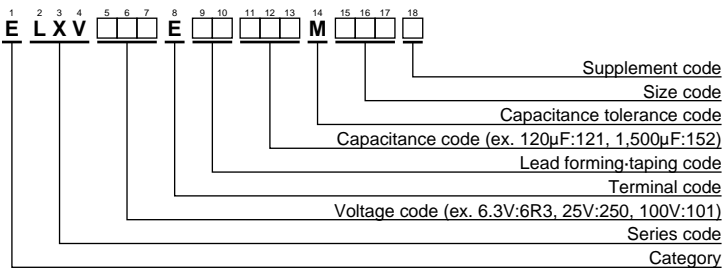 1 2 3 4 5 6 7 8 9 10 11 12 13 14 15 16 17 18
E L X V E M
Supplement code
Size code
Capacitance tolerance code
Capacitance code (ex. 120μF:121, 1,500μF:152)
Lead forming·taping code
Terminal code
Voltage code (ex. 6.3V:6R3, 25V:250, 100V:101)
Series code
Category